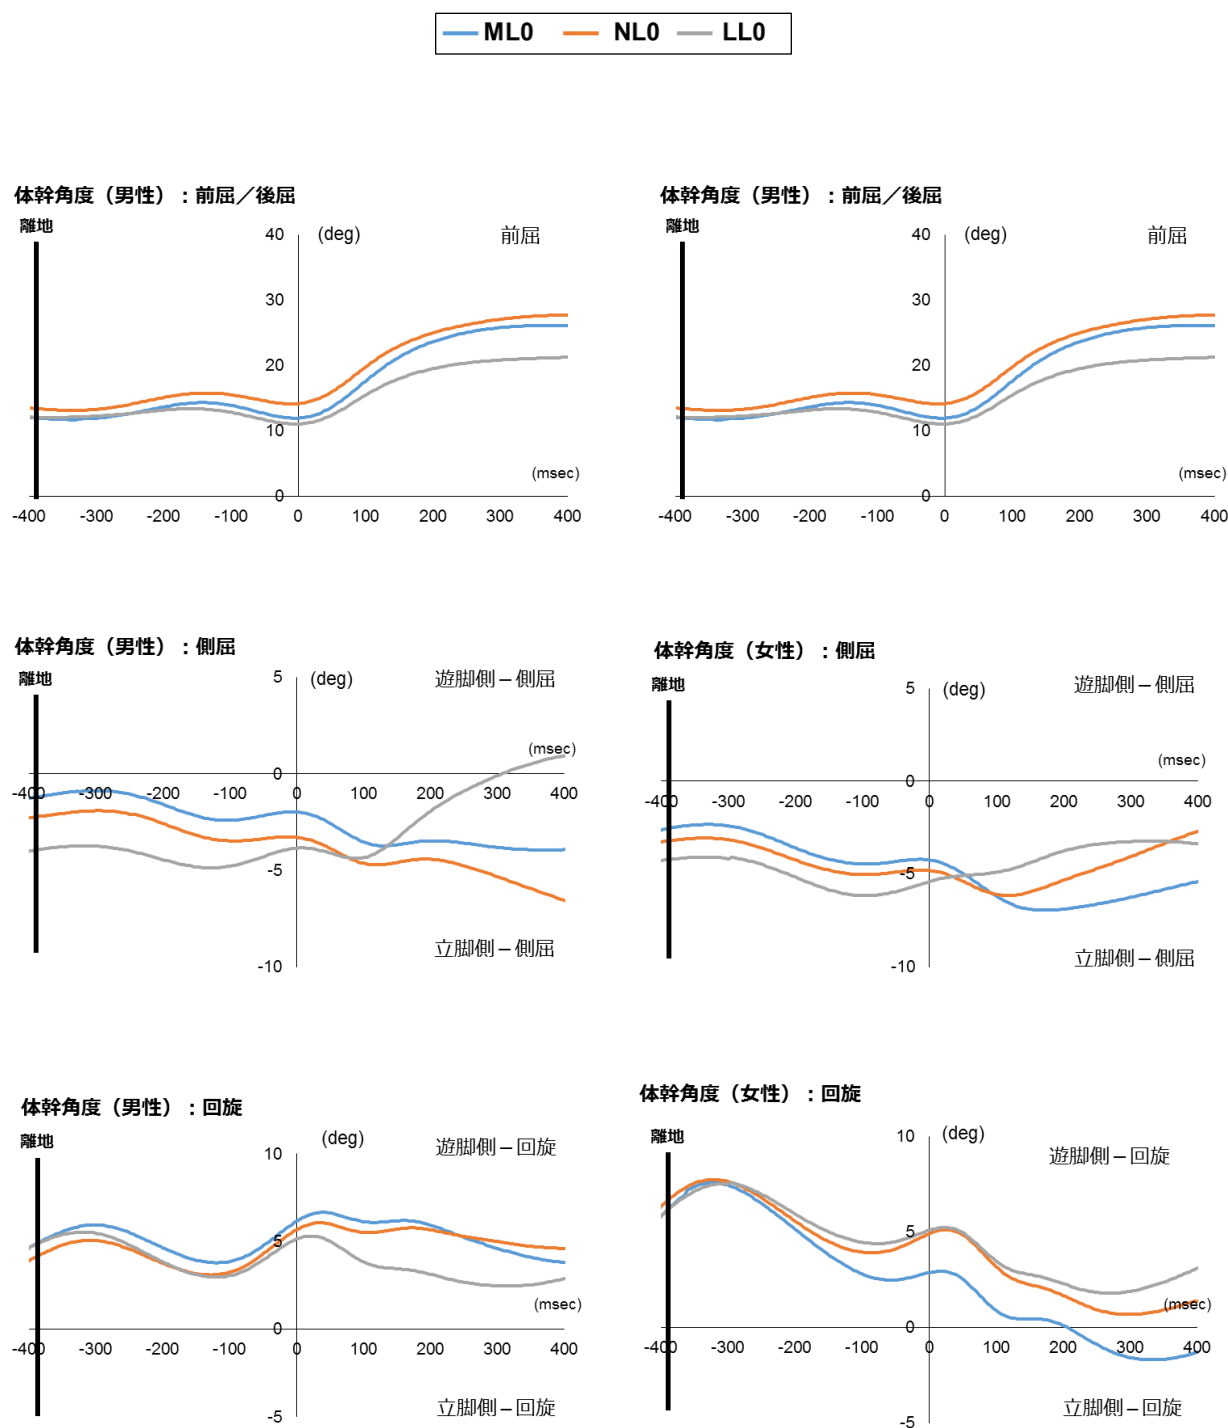 ML0 NL0 LL0
体幹角度（男性）：前屈／後屈
離地
(deg)
前屈
40
30
20
10
0
(msec)
-400 -300 -200 -100 0 100 200 300 400
体幹角度（男性）：前屈／後屈
離地
(deg)
前屈
40
30
20
10
0
(msec)
-400 -300 -200 -100 0 100 200 300 400
体幹角度（男性）：側屈
離地
(deg)
遊脚側 – 側屈
5
0
-5
-10
(msec)
-400 -300 -200 -100 0 100 200 300 400
立脚側 – 側屈
体幹角度（女性）：側屈
離地
(deg)
遊脚側 – 側屈
5
0
-5
-10
(msec)
-400 -300 -200 -100 0 100 200 300 400
立脚側 – 側屈
体幹角度（男性）：回旋
離地
(deg)
遊脚側 – 回旋
10
5
0
-5
(msec)
-400 -300 -200 -100 0 100 200 300 400
立脚側 – 回旋
体幹角度（女性）：回旋
離地
(deg)
遊脚側 – 回旋
10
5
0
-5
(msec)
-400 -300 -200 -100 0 100 200 300 400
立脚側 – 回旋